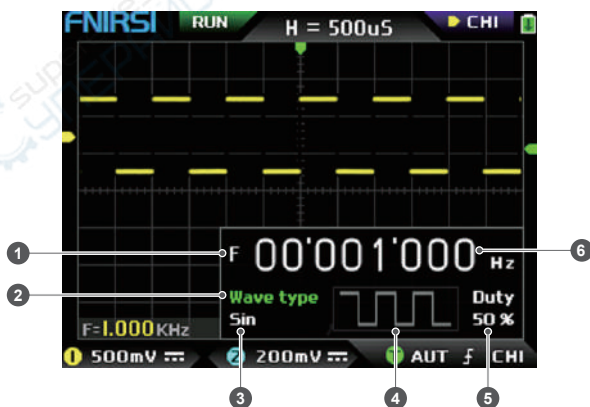 FNIRSI RUN H = 500uS CHI
1 F 00'001'000 Hz 6
2 Wave type Duty
Sin 50 %
F=1.000KHz
1 500mV 2 200mV T AUT CHI
3 4 5